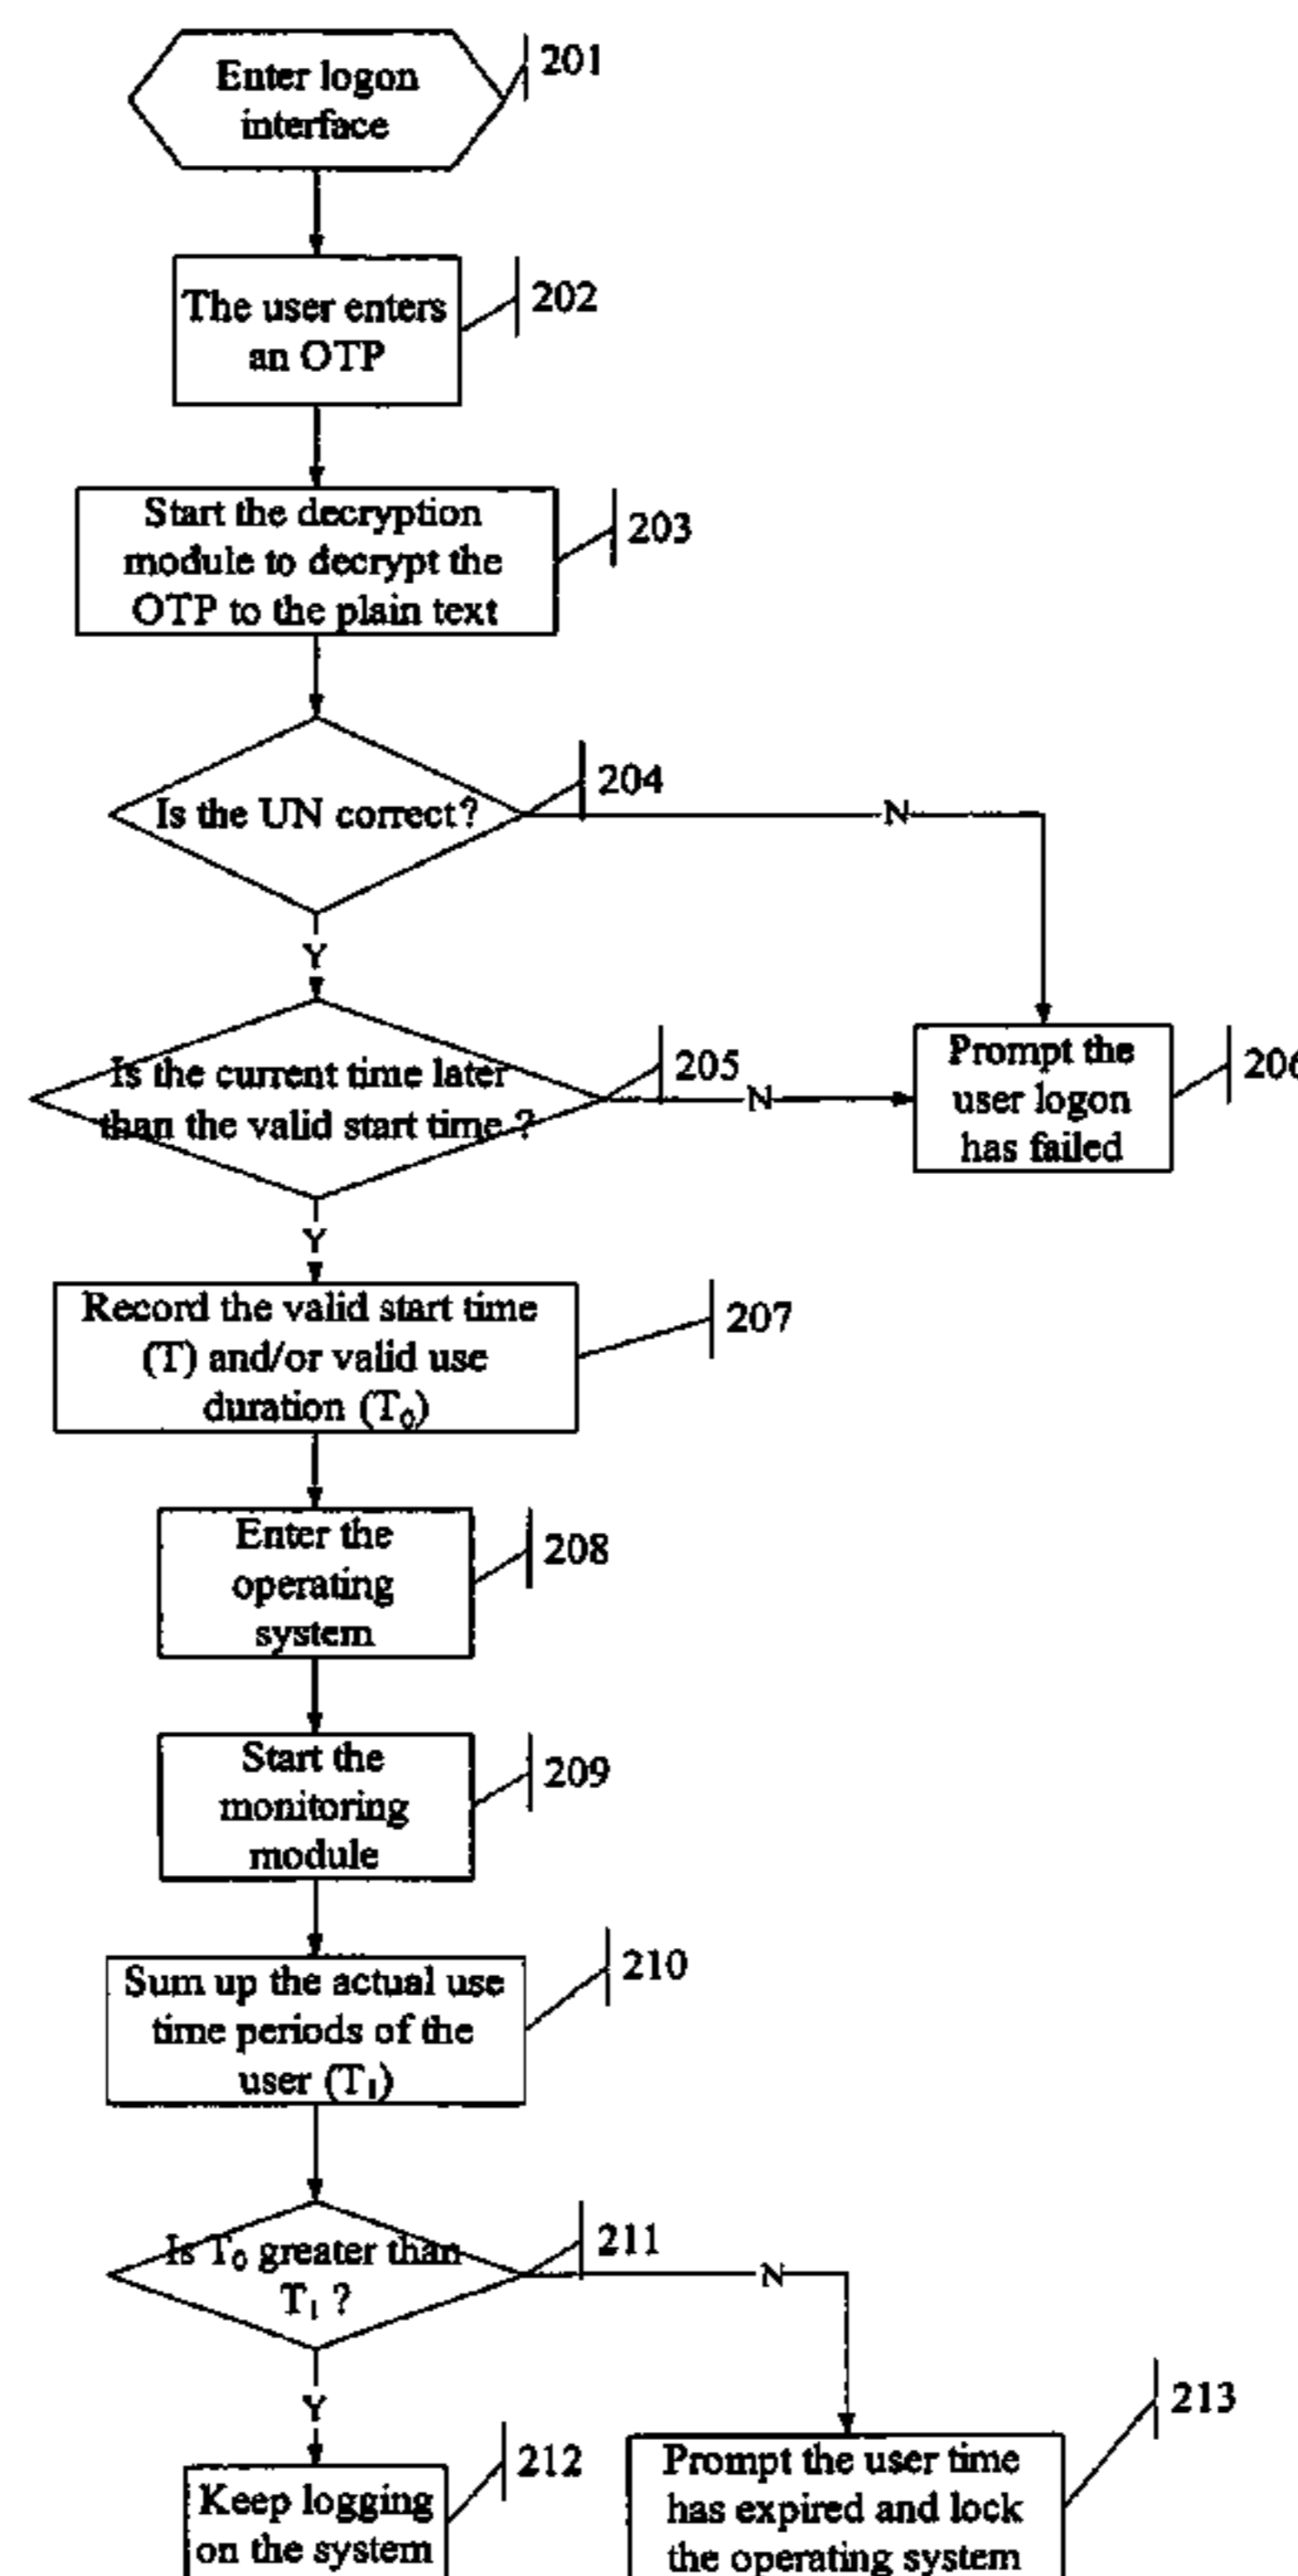 Enter logon
interface
201
The user enters
an OTP
202
Start the decryption
module to decrypt the
OTP to the plain text
203
Is the UN correct?
204
N
Y
Is the current time later
than the valid start time ?
205
N
Prompt the
user logon
has failed
206
Y
Record the valid start time
(T) and/or valid use
duration (T₀)
207
Enter the
operating
system
208
Start the
monitoring
module
209
Sum up the actual use
time periods of the
user (T₁)
210
Is T₀ greater than
T₁ ?
211
N
Y
Keep logging
on the system
212
Prompt the user time
has expired and lock
the operating system
213